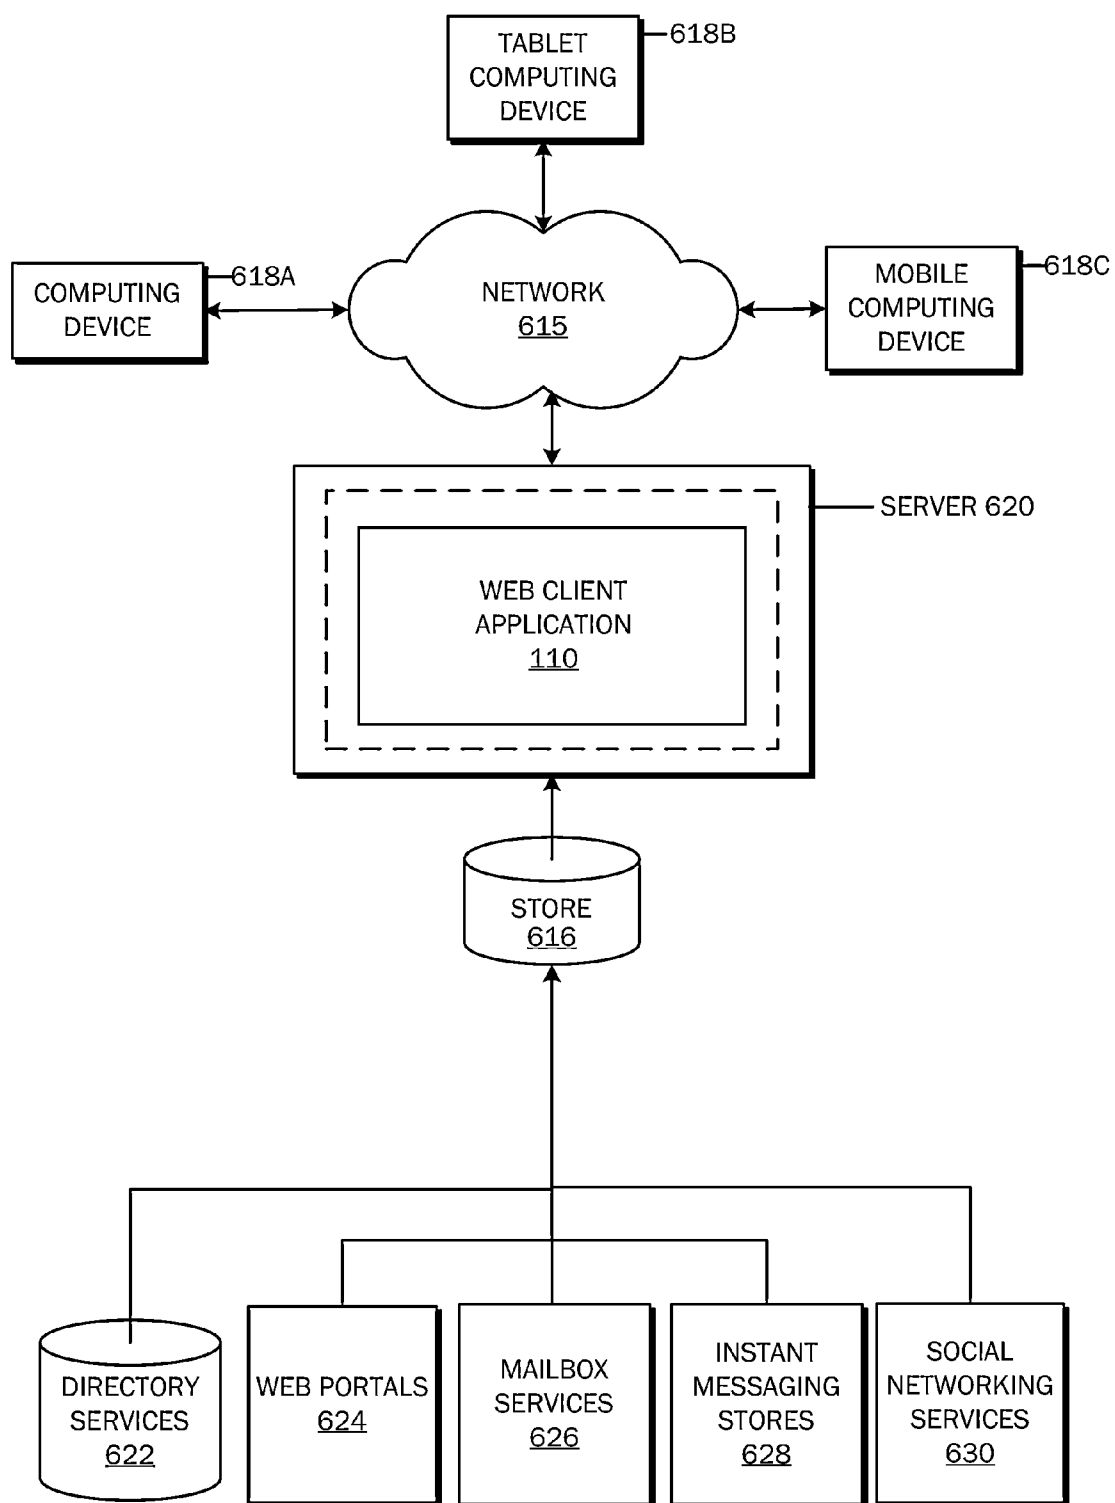 TABLET
COMPUTING
DEVICE
618B
COMPUTING
DEVICE
618A
NETWORK
615
MOBILE
COMPUTING
DEVICE
618C
SERVER 620
WEB CLIENT
APPLICATION
110
STORE
616
DIRECTORY
SERVICES
622
WEB PORTALS
624
MAILBOX
SERVICES
626
INSTANT
MESSAGING
STORES
628
SOCIAL
NETWORKING
SERVICES
630